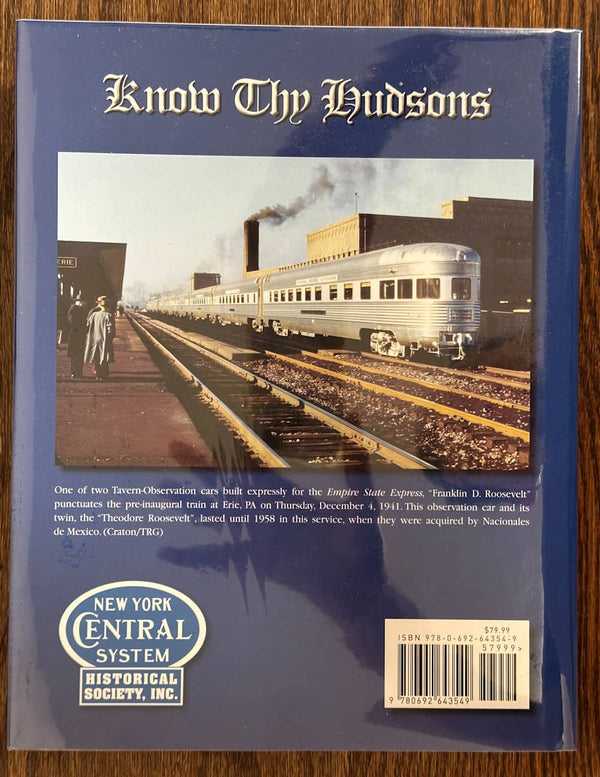 Know Thy Hudsons
ERIE
One of two Tavern-Observation cars built expressly for the Empire State Express, "Franklin D. Roosevelt"
punctuates the pre-inaugural train at Erie, PA on Thursday, December 4, 1941. This observation car and its
twin, the "Theodore Roosevelt", lasted until 1958 in this service, when they were acquired by Nacionales
de Mexico. (Craton/TRG)
NEW YORK
CENTRAL
SYSTEM
HISTORICAL
SOCIETY, INC.
$79.99
ISBN 978-0-692-64354-9
57999>
9 780692 643549